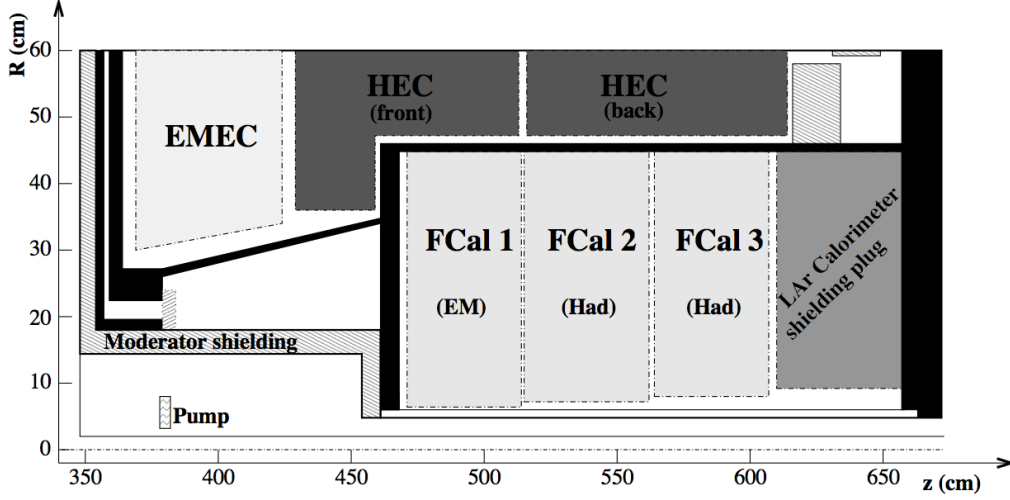 R (cm)
60
50
40
30
20
10
0
HEC
(front)
HEC
(back)
EMEC
FCal 1
(EM)
FCal 2
(Had)
FCal 3
(Had)
LAr Calorimeter
shielding plug
Moderator shielding
Pump
350
400
450
500
550
600
650
z (cm)